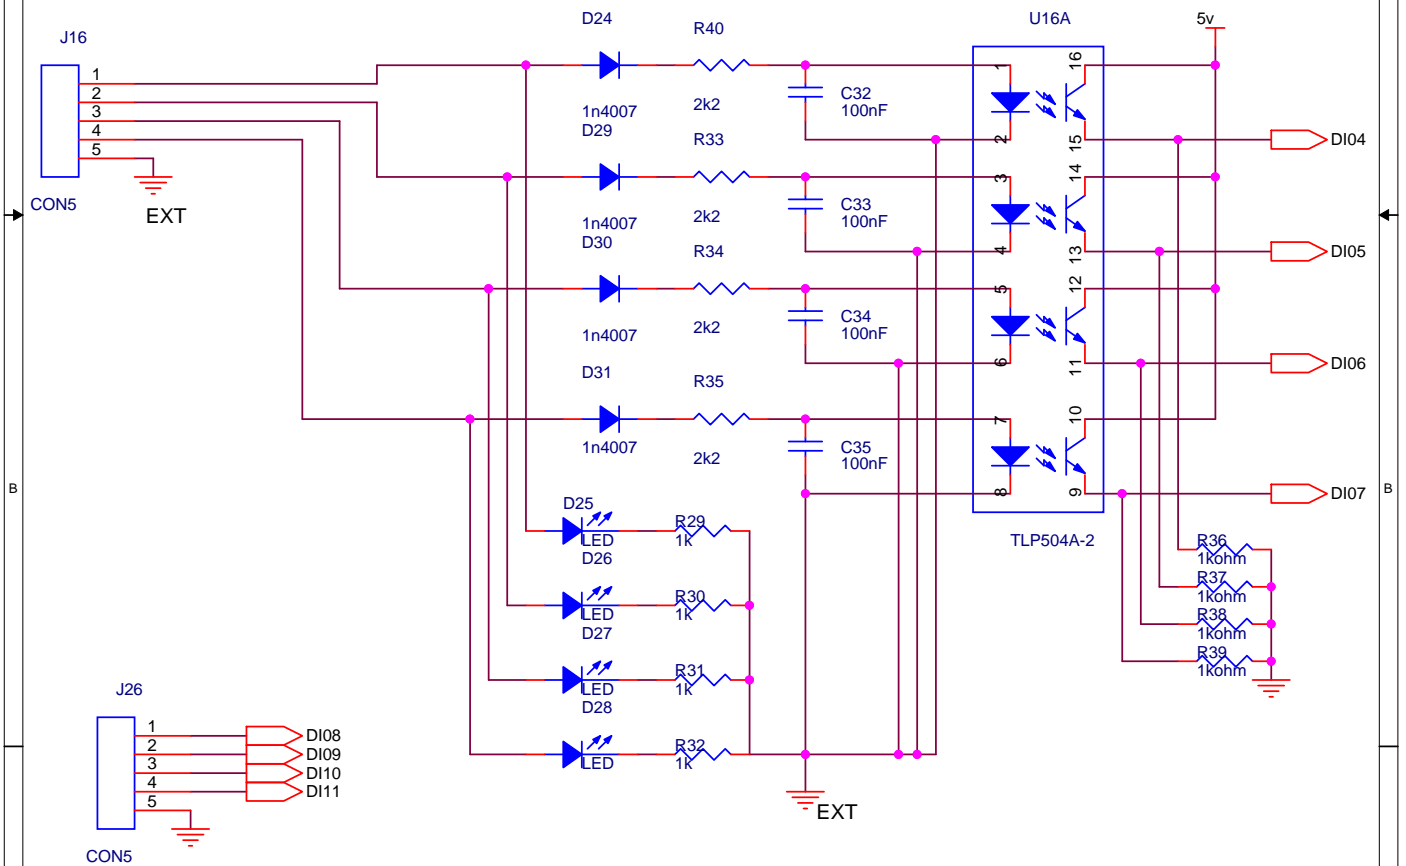 D24
R40
U16A
5v
J16
1
2
3
4
5
CON5
EXT
1n4007
2k2
C32
100nF
1
2
16
15
DI04
D29
R33
1n4007
2k2
C33
100nF
3
4
14
13
DI05
D30
R34
1n4007
2k2
C34
100nF
5
6
12
11
DI06
D31
R35
1n4007
2k2
C35
100nF
7
8
10
9
DI07
TLP504A-2
B
B
D25
LED
R29
1k
D26
LED
R30
1k
D27
LED
R31
1k
D28
LED
R32
1k
R36
1kohm
R37
1kohm
R38
1kohm
R39
1kohm
EXT
J26
1
2
3
4
5
DI08
DI09
DI10
DI11
CON5